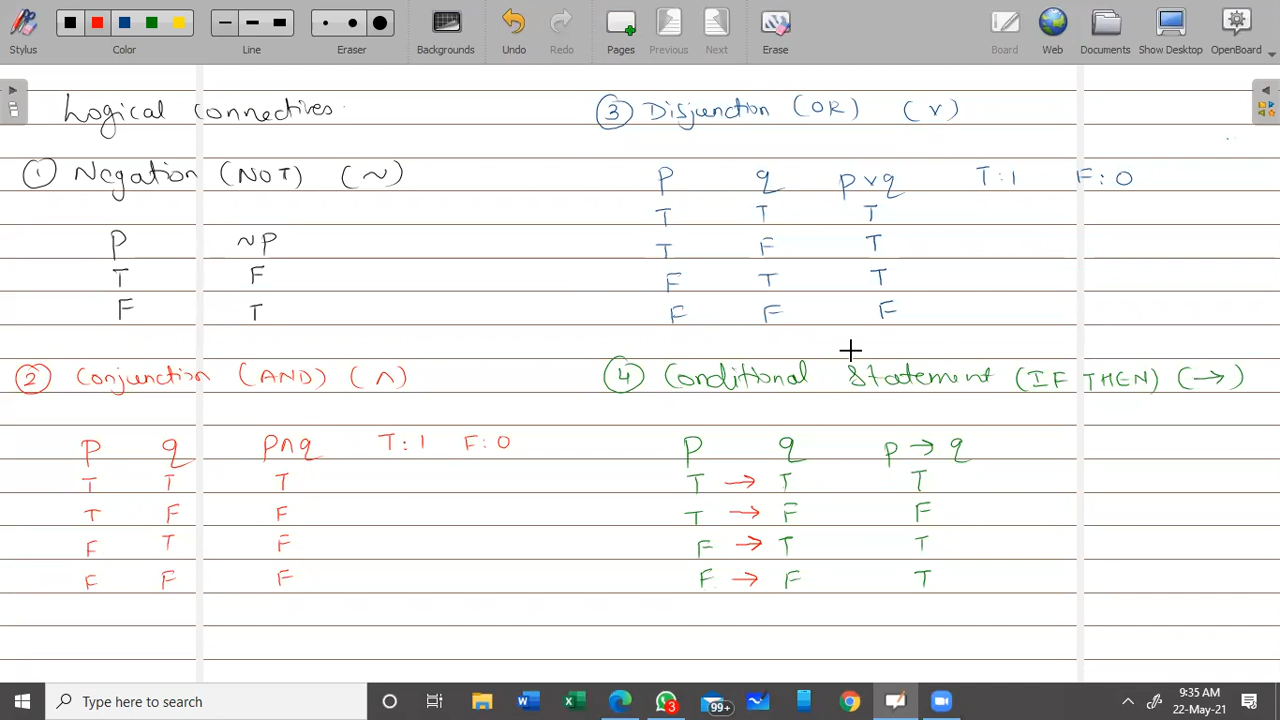 Stylus
Color
Line
Eraser
Backgrounds
Undo
Redo
Pages
Previous
Next
Erase
Board
Web
Documents
Show Desktop
OpenBoard
Logical connectives
① Negation (NOT) (~)
P ~P
T F
F T
② Conjunction (AND) (∧)
P q P∧q T:1 F:0
T T T
T F F
F T F
F F F
③ Disjunction (OR) (∨)
P q P∨q T:1 F:0
T T T
T F T
F T T
F F F
④ Conditional Statement (IF THEN) (→)
P q P → q
T → T T
T → F F
F → T T
F → F T
Type here to search
3
99+
9:35 AM
22-May-21